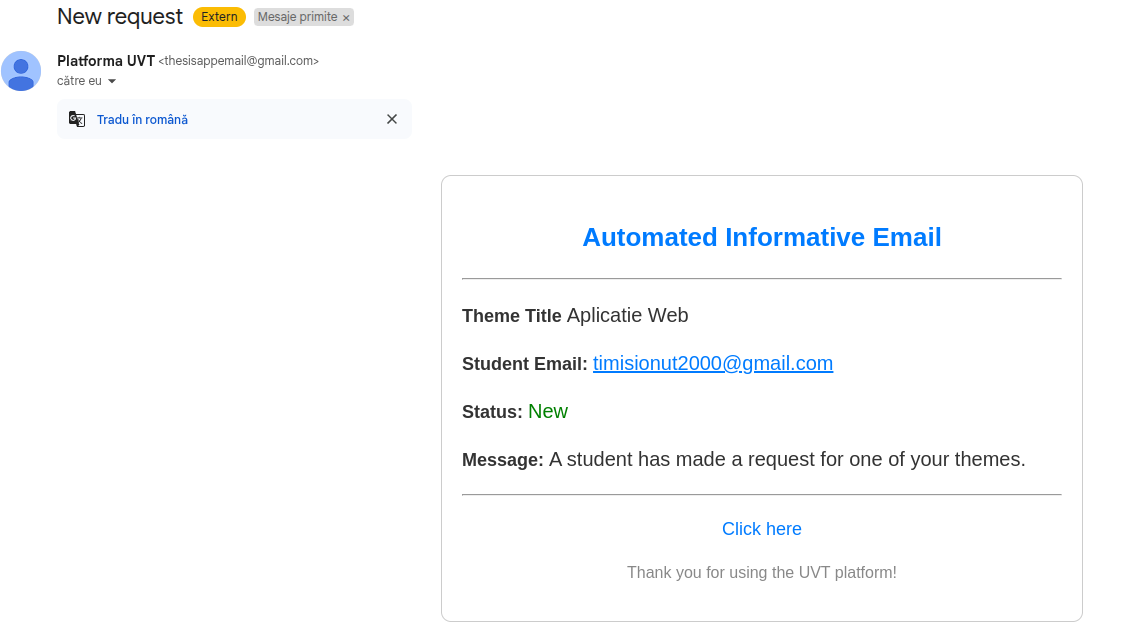 New request Extern Mesaje primite ×
Platforma UVT <thesisappemail@gmail.com>
către eu
Tradu în română
Automated Informative Email
Theme Title Aplicatie Web
Student Email: timisionut2000@gmail.com
Status: New
Message: A student has made a request for one of your themes.
Click here
Thank you for using the UVT platform!